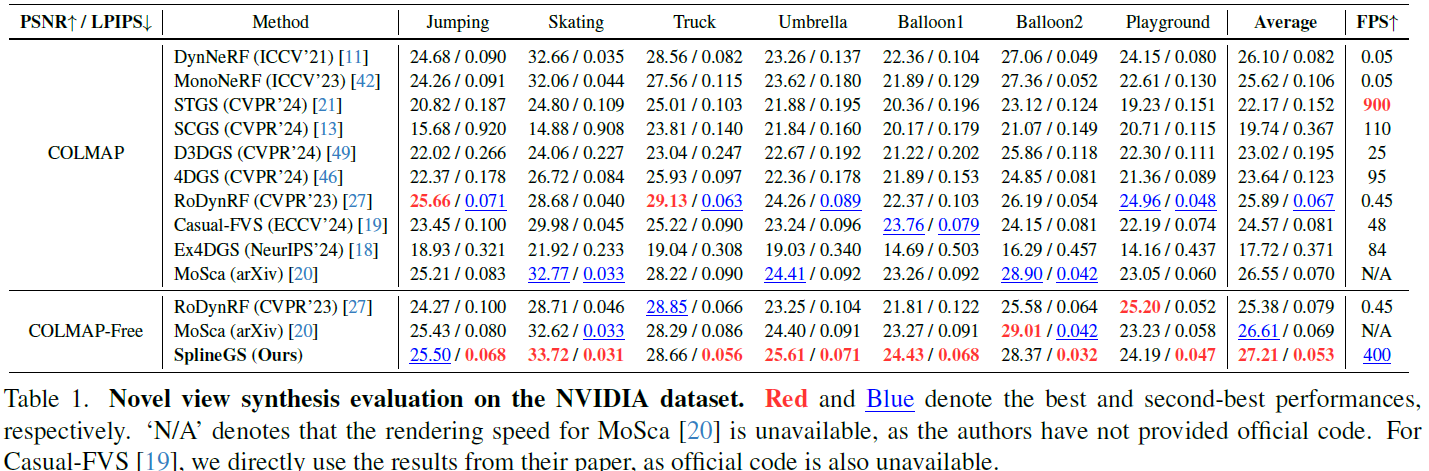 PSNR↑ / LPIPS↓ Method Jumping Skating Truck Umbrella Balloon1 Balloon2 Playground Average FPS↑
DynNeRF (ICCV'21) [11] 24.68 / 0.090 32.66 / 0.035 28.56 / 0.082 23.26 / 0.137 22.36 / 0.104 27.06 / 0.049 24.15 / 0.080 26.10 / 0.082 0.05
MonoNeRF (ICCV'23) [42] 24.26 / 0.091 32.06 / 0.044 27.56 / 0.115 23.62 / 0.180 21.89 / 0.129 27.36 / 0.052 22.61 / 0.130 25.62 / 0.106 0.05
STGS (CVPR'24) [21] 20.82 / 0.187 24.80 / 0.109 25.01 / 0.103 21.88 / 0.195 20.36 / 0.196 23.12 / 0.124 19.23 / 0.151 22.17 / 0.152 900
SCGS (CVPR'24) [13] 15.68 / 0.920 14.88 / 0.908 23.81 / 0.140 21.84 / 0.160 20.17 / 0.179 21.07 / 0.149 20.71 / 0.115 19.74 / 0.367 110
COLMAP D3DGS (CVPR'24) [49] 22.02 / 0.266 24.06 / 0.227 23.04 / 0.247 22.67 / 0.192 21.22 / 0.202 25.86 / 0.118 22.30 / 0.111 23.02 / 0.195 25
4DGS (CVPR'24) [46] 22.37 / 0.178 26.72 / 0.084 25.93 / 0.097 22.36 / 0.178 21.89 / 0.153 24.85 / 0.081 21.36 / 0.089 23.64 / 0.123 95
RoDynRF (CVPR'23) [27] 25.66 / 0.071 28.68 / 0.040 29.13 / 0.063 24.26 / 0.089 22.37 / 0.103 26.19 / 0.054 24.96 / 0.048 25.89 / 0.067 0.45
Casual-FVS (ECCV'24) [19] 23.45 / 0.100 29.98 / 0.045 25.22 / 0.090 23.24 / 0.096 23.76 / 0.079 24.15 / 0.081 22.19 / 0.074 24.57 / 0.081 48
Ex4DGS (NeurIPS'24) [18] 18.93 / 0.321 21.92 / 0.233 19.04 / 0.308 19.03 / 0.340 14.69 / 0.503 16.29 / 0.457 14.16 / 0.437 17.72 / 0.371 84
MoSca (arXiv) [20] 25.21 / 0.083 32.77 / 0.033 28.22 / 0.090 24.41 / 0.092 23.26 / 0.092 28.90 / 0.042 23.05 / 0.060 26.55 / 0.070 N/A
RoDynRF (CVPR'23) [27] 24.27 / 0.100 28.71 / 0.046 28.85 / 0.066 23.25 / 0.104 21.81 / 0.122 25.58 / 0.064 25.20 / 0.052 25.38 / 0.079 0.45
COLMAP-Free MoSca (arXiv) [20] 25.43 / 0.080 32.62 / 0.033 28.29 / 0.086 24.40 / 0.091 23.27 / 0.091 29.01 / 0.042 23.23 / 0.058 26.61 / 0.069 N/A
SplineGS (Ours) 25.50 / 0.068 33.72 / 0.031 28.66 / 0.056 25.61 / 0.071 24.43 / 0.068 28.37 / 0.032 24.19 / 0.047 27.21 / 0.053 400
Table 1. Novel view synthesis evaluation on the NVIDIA dataset. Red and Blue denote the best and second-best performances,
respectively. ‘N/A’ denotes that the rendering speed for MoSca [20] is unavailable, as the authors have not provided official code. For
Casual-FVS [19], we directly use the results from their paper, as official code is also unavailable.